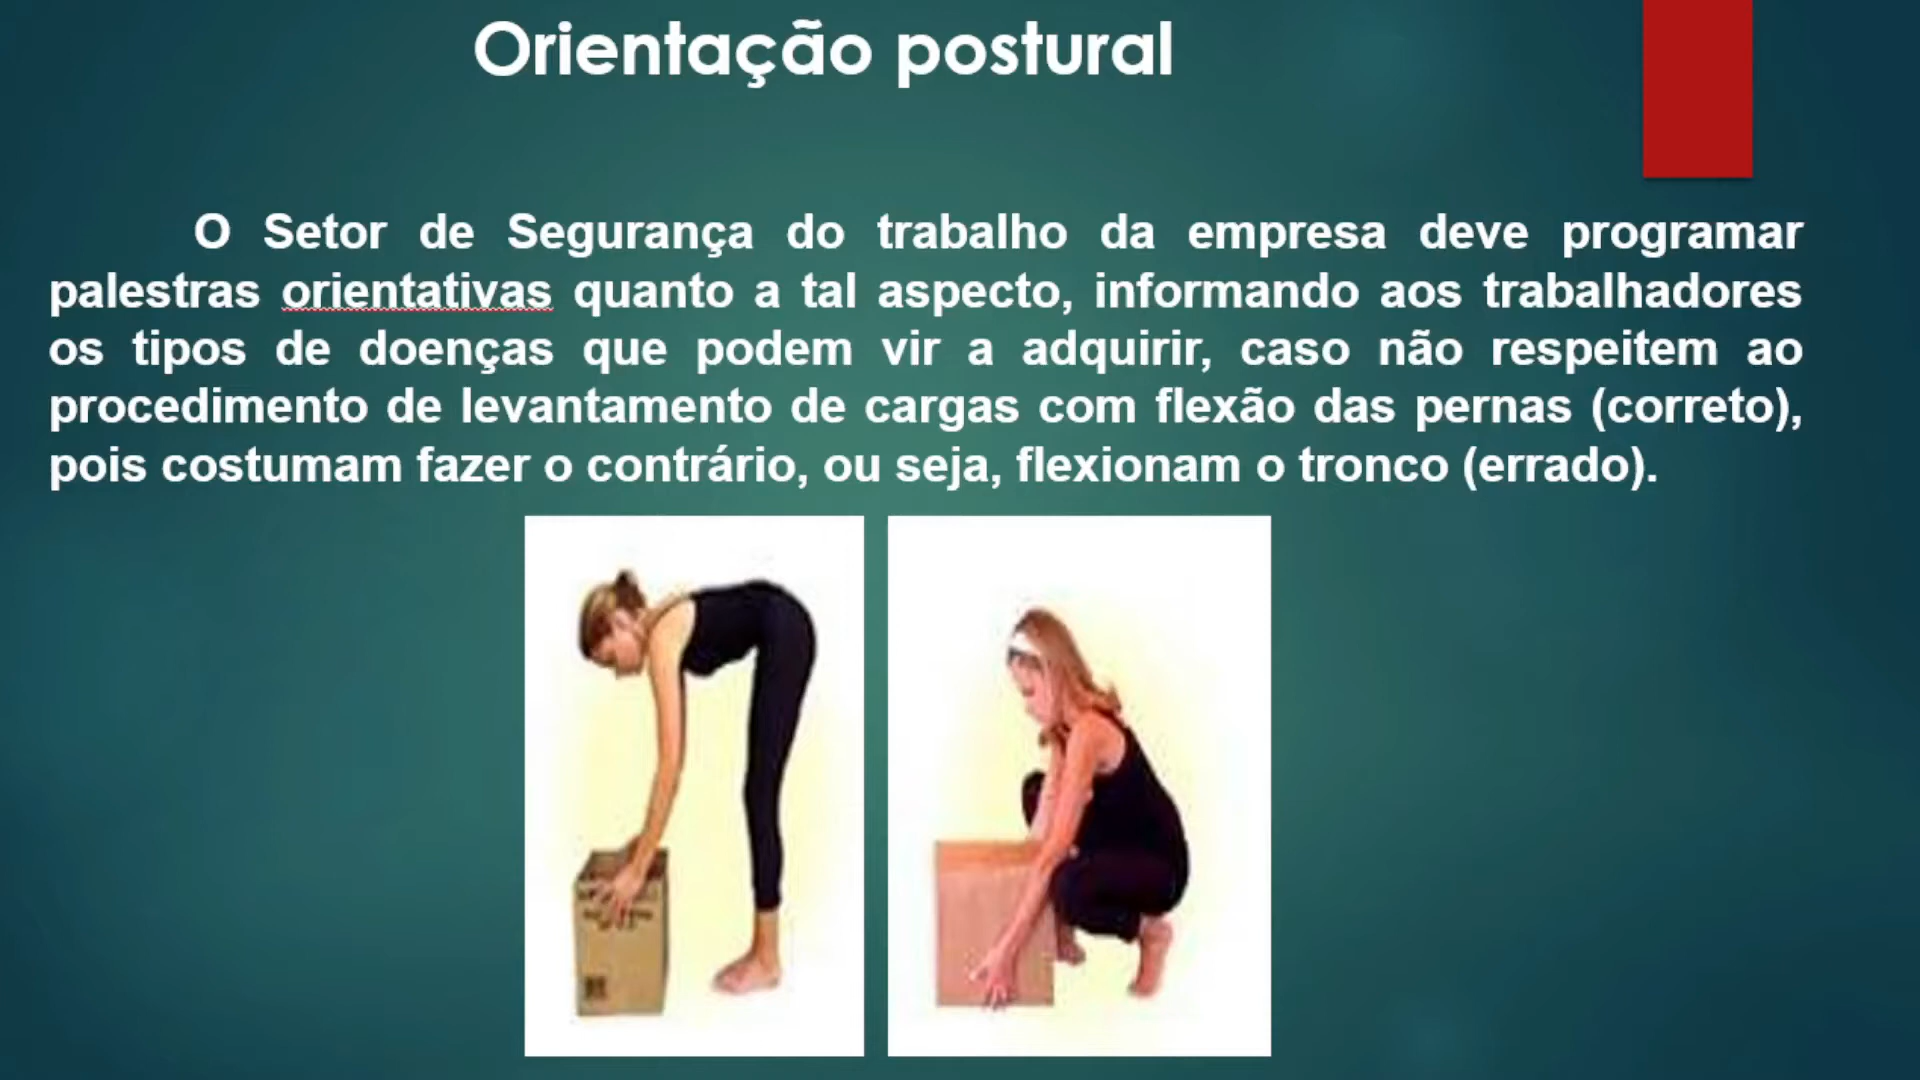 Orientação postural
O Setor de Segurança do trabalho da empresa deve programar
palestras orientativas quanto a tal aspecto, informando aos trabalhadores
os tipos de doenças que podem vir a adquirir, caso não respeitem ao
procedimento de levantamento de cargas com flexão das pernas (correto),
pois costumam fazer o contrário, ou seja, flexionam o tronco (errado).